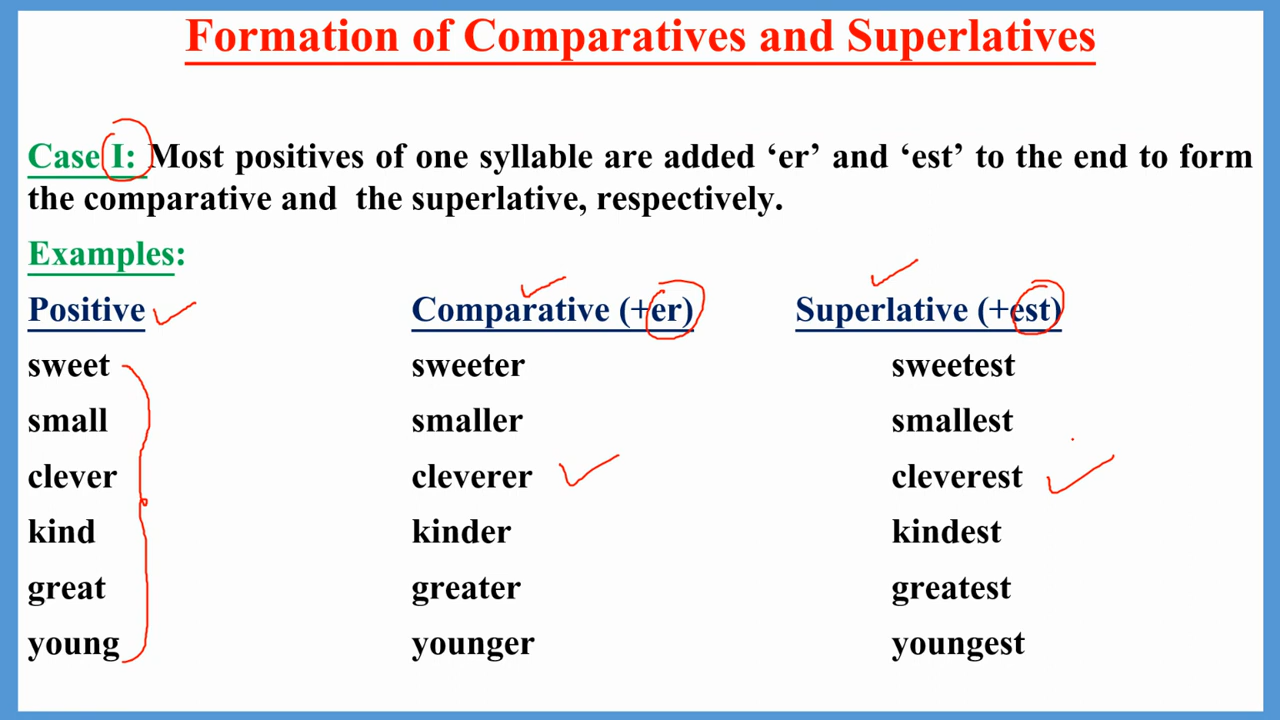 Formation of Comparatives and Superlatives
Case I: Most positives of one syllable are added ‘er’ and ‘est’ to the end to form
the comparative and the superlative, respectively.
Examples:
Positive Comparative (+er) Superlative (+est)
sweet sweeter sweetest
small smaller smallest
clever cleverer cleverest
kind kinder kindest
great greater greatest
young younger youngest